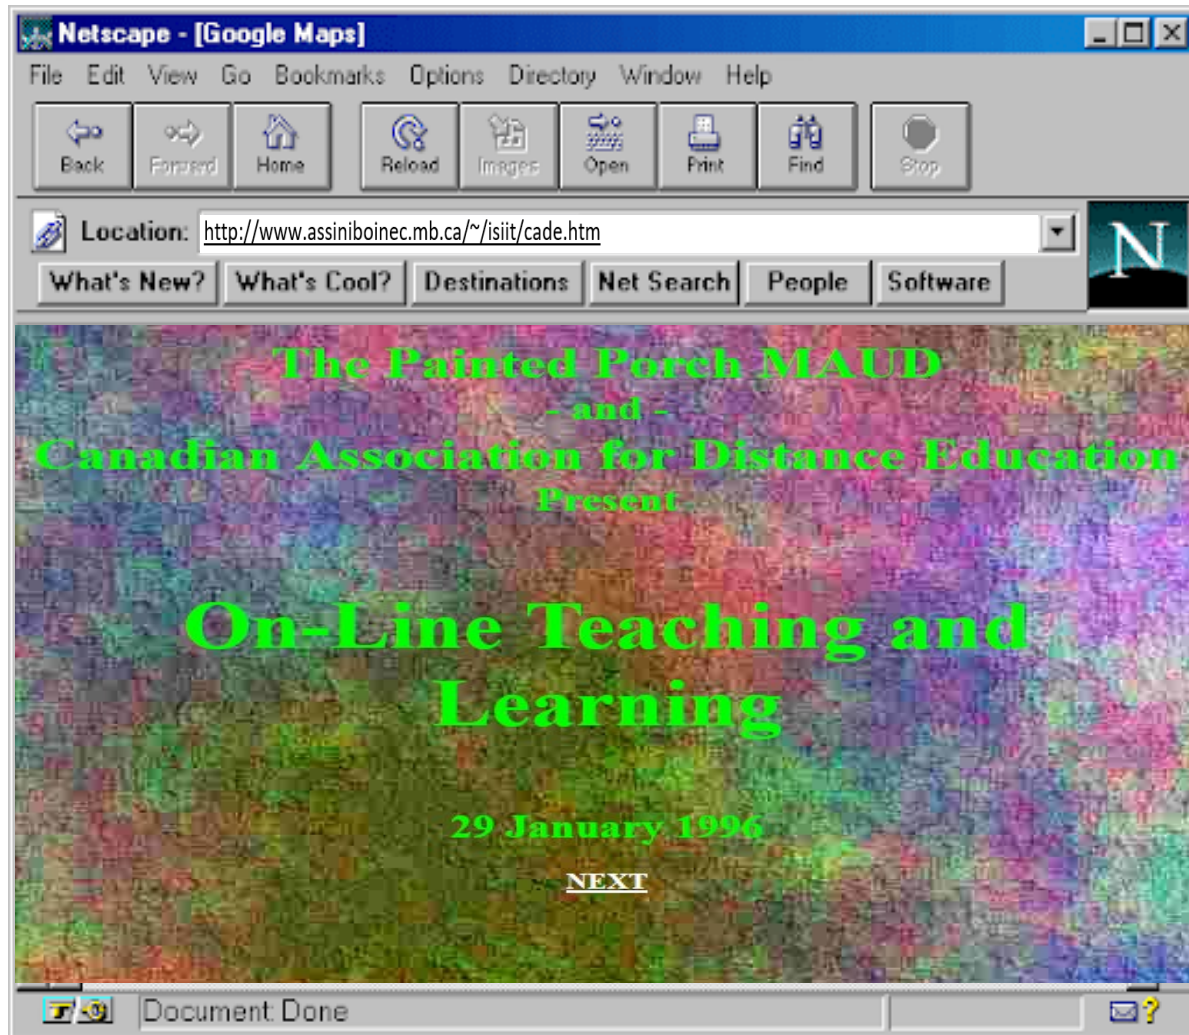 Netscape - [Google Maps]
File Edit View Go Bookmarks Options Directory Window Help
Back Forward Home Reload Images Open Print Find Stop
Location: http://www.assiniboinec.mb.ca/~/isiit/cade.htm
N
What's New? What's Cool? Destinations Net Search People Software
The Painted Porch MAUD
- and -
Canadian Association for Distance Education
Present
On-Line Teaching and
Learning
29 January 1996
NEXT
Document: Done
?